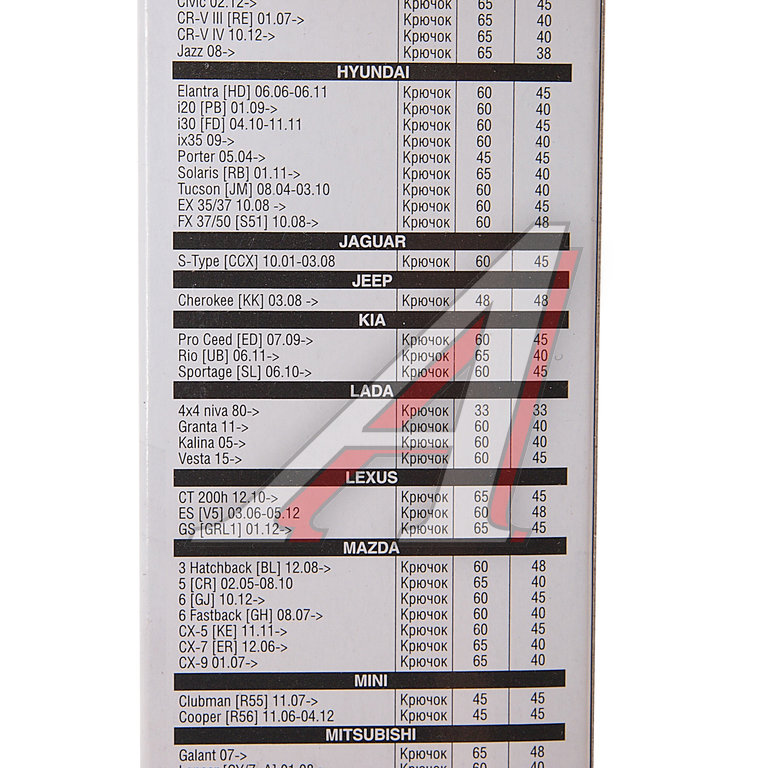 Civic 02.12-> Крючок 65 45
CR-V III [RE] 01.07-> Крючок 65 40
CR-V IV 10.12-> Крючок 65 40
Jazz 08-> Крючок 65 38
HYUNDAI
Elantra [HD] 06.06-06.11 Крючок 60 45
i20 [PB] 01.09-> Крючок 60 40
i30 [FD] 04.10-11.11 Крючок 60 45
ix35 09-> Крючок 60 40
Porter 05.04-> Крючок 45 45
Solaris [RB] 01.11-> Крючок 65 40
Tucson [JM] 08.04-03.10 Крючок 60 40
EX 35/37 10.08 -> Крючок 60 45
FX 37/50 [S51] 10.08-> Крючок 60 48
JAGUAR
S-Type [CCX] 10.01-03.08 Крючок 60 45
JEEP
Cherokee [KK] 03.08 -> Крючок 48 48
KIA
Pro Ceed [ED] 07.09-> Крючок 60 45
Rio [UB] 06.11-> Крючок 65 40
Sportage [SL] 06.10-> Крючок 60 45
LADA
4x4 niva 80-> Крючок 33 33
Granta 11-> Крючок 60 40
Kalina 05-> Крючок 60 40
Vesta 15-> Крючок 60 45
LEXUS
CT 200h 12.10-> Крючок 65 45
ES [V5] 03.06-05.12 Крючок 60 48
GS [GRL1] 01.12-> Крючок 65 45
MAZDA
3 Hatchback [BL] 12.08-> Крючок 60 48
5 [CR] 02.05-08.10 Крючок 65 40
6 [GJ] 10.12-> Крючок 60 45
6 Fastback [GH] 08.07-> Крючок 60 40
CX-5 [KE] 11.11-> Крючок 60 45
CX-7 [ER] 12.06-> Крючок 65 40
CX-9 01.07-> Крючок 65 40
MINI
Clubman [R55] 11.07-> Крючок 45 45
Cooper [R56] 11.06-04.12 Крючок 45 45
MITSUBISHI
Galant 07-> Крючок 65 48